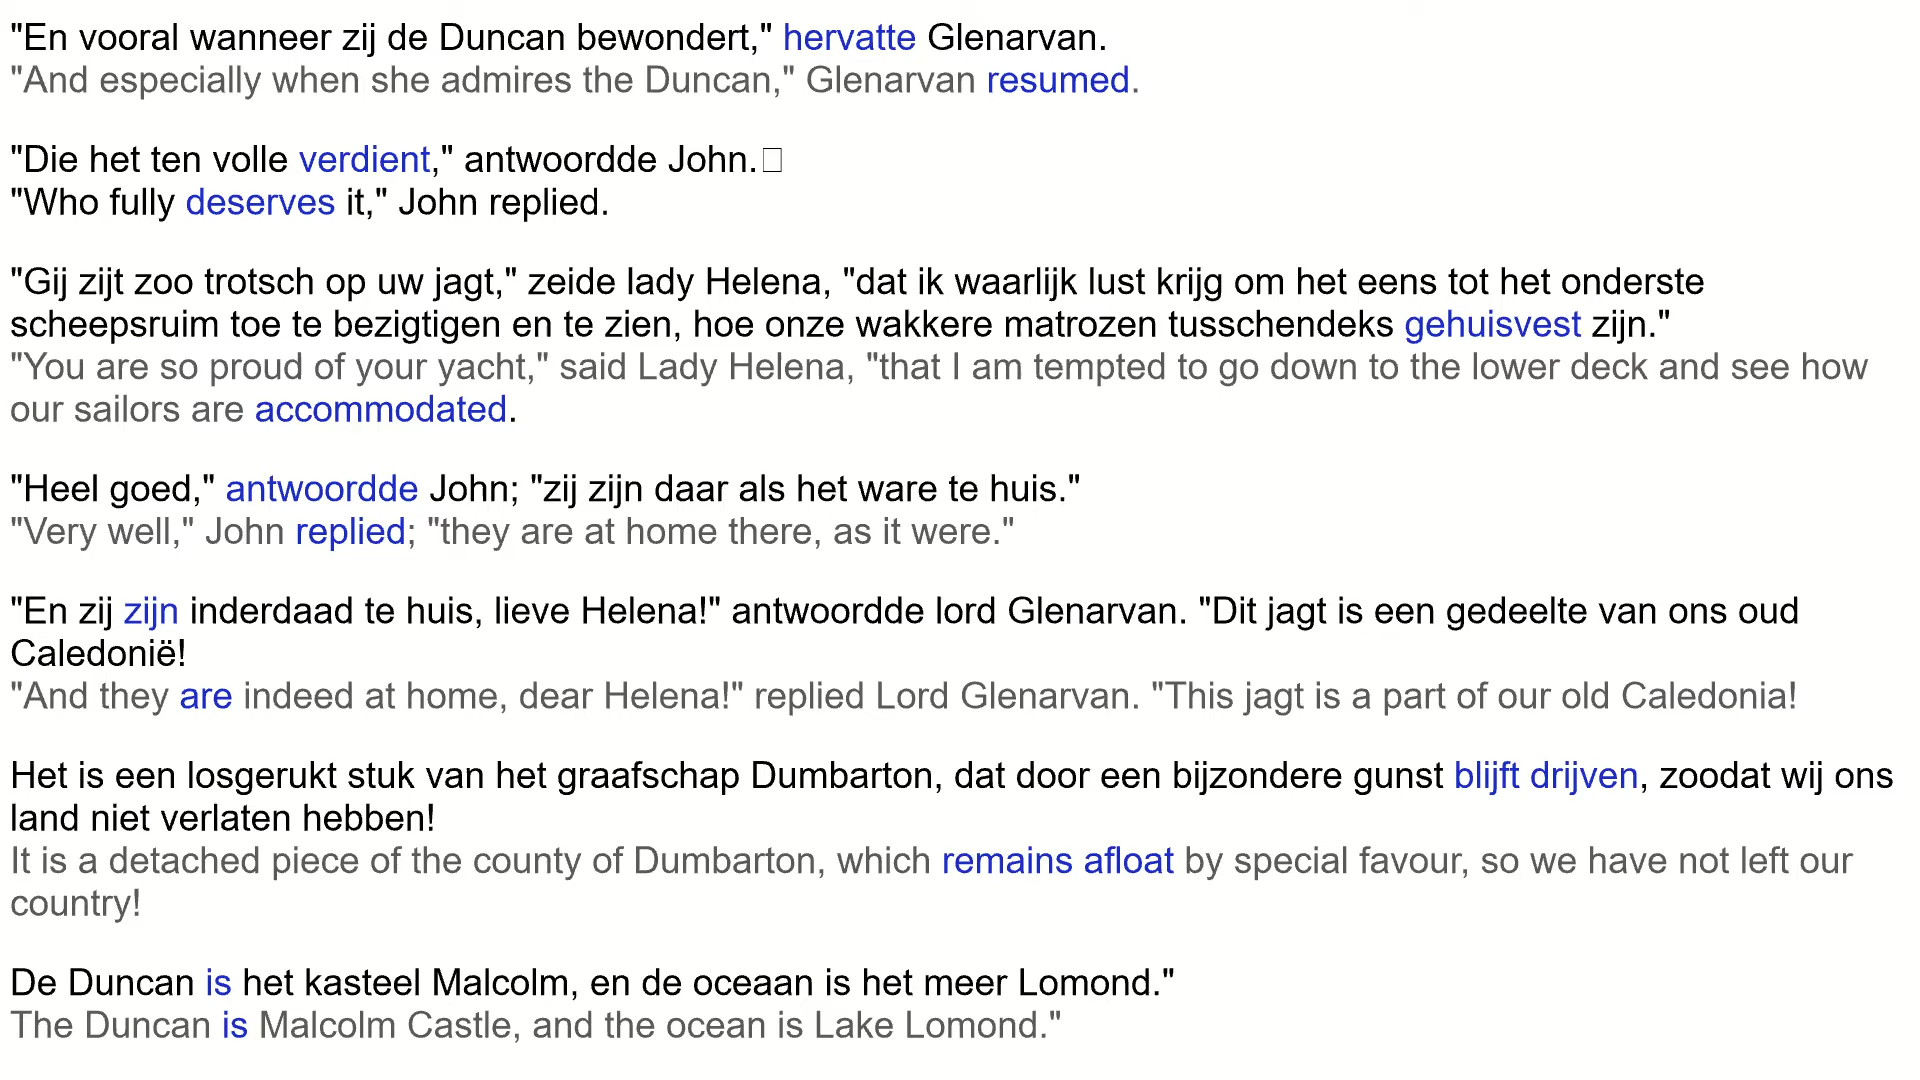 "En vooral wanneer zij de Duncan bewondert," hervatte Glenarvan.
"And especially when she admires the Duncan," Glenarvan resumed.
"Die het ten volle verdient," antwoordde John.
"Who fully deserves it," John replied.
"Gij zijt zoo trotsch op uw jagt," zeide lady Helena, "dat ik waarlijk lust krijg om het eens tot het onderste
scheepsruim toe te bezigtigen en te zien, hoe onze wakkere matrozen tusschendeks gehuisvest zijn."
"You are so proud of your yacht," said Lady Helena, "that I am tempted to go down to the lower deck and see how
our sailors are accommodated.
"Heel goed," antwoordde John; "zij zijn daar als het ware te huis."
"Very well," John replied; "they are at home there, as it were."
"En zij zijn inderdaad te huis, lieve Helena!" antwoordde lord Glenarvan. "Dit jagt is een gedeelte van ons oud
Caledonië!
"And they are indeed at home, dear Helena!" replied Lord Glenarvan. "This jagt is a part of our old Caledonia!
Het is een losgerukt stuk van het graafschap Dumbarton, dat door een bijzondere gunst blijft drijven, zoodat wij ons
land niet verlaten hebben!
It is a detached piece of the county of Dumbarton, which remains afloat by special favour, so we have not left our
country!
De Duncan is het kasteel Malcolm, en de oceaan is het meer Lomond."
The Duncan is Malcolm Castle, and the ocean is Lake Lomond."